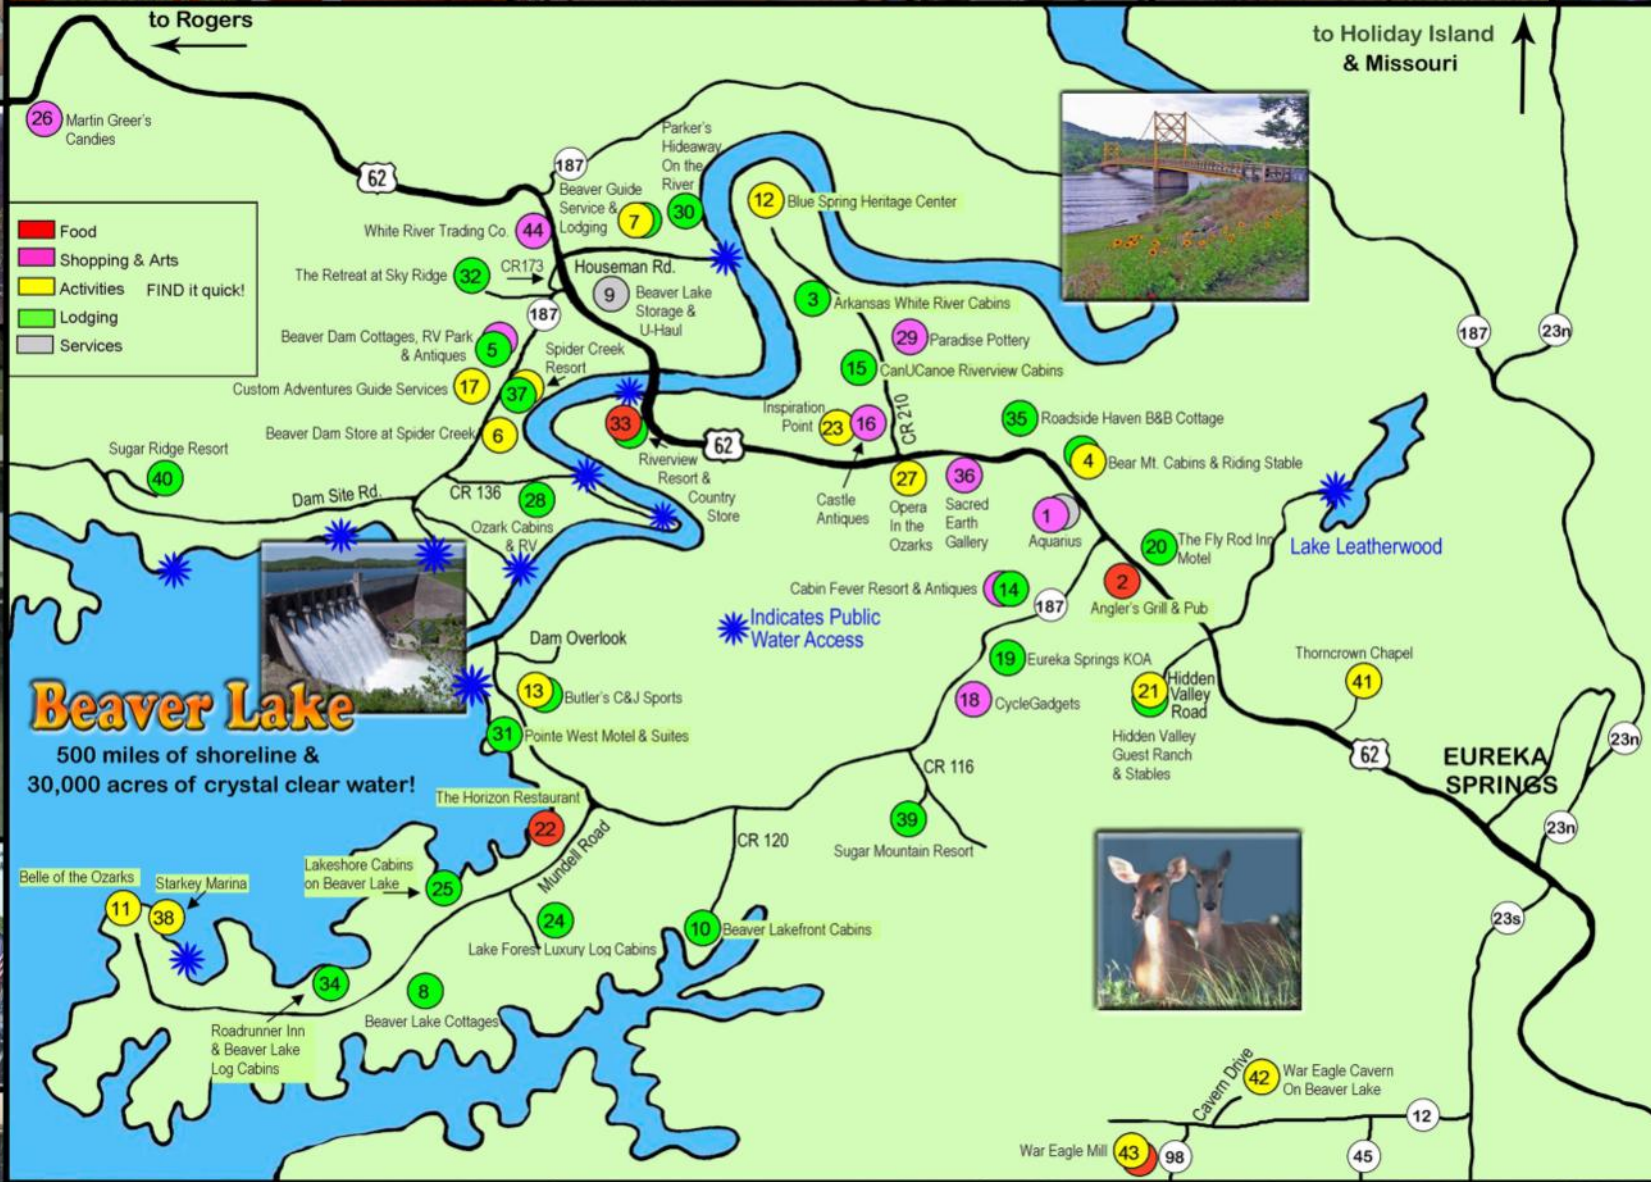 to Rogers
to Holiday Island
& Missouri
26
Martin Greer's
Candies
62
187
Parker's
Hideaway
On the
River
30
Beaver Guide
Service &
Lodging
7
12
Blue Spring Heritage Center
Food
Shopping & Arts
Activities FIND it quick!
Lodging
Services
White River Trading Co.
44
The Retreat at Sky Ridge
32
CR173
Houseman Rd.
9
Beaver Lake
Storage &
U-Haul
187
3
Arkansas White River Cabins
29
Paradise Pottery
187
23n
Beaver Dam Cottages, RV Park
& Antiques
5
Spider Creek
Resort
37
15
CanUCanoe Riverview Cabins
Custom Adventures Guide Services
17
Beaver Dam Store at Spider Creek
6
33
Riverview
Resort &
Country
Store
62
Inspiration
Point
23
16
Castle
Antiques
CR 210
35
Roadside Haven B&B Cottage
4
Bear Mt. Cabins & Riding Stable
Sugar Ridge Resort
40
Dam Site Rd.
CR 136
28
Ozark Cabins
& RV
27
Opera
In the
Ozarks
36
Sacred
Earth
Gallery
1
Aquarius
20
The Fly Rod Inn
Motel
Lake Leatherwood
Cabin Fever Resort & Antiques
14
187
2
Angler's Grill & Pub
Indicates Public
Water Access
Dam Overlook
19
Eureka Springs KOA
18
CycleGadgets
21
Hidden
Valley
Road
Hidden Valley
Guest Ranch
& Stables
Thorncrown Chapel
41
Beaver Lake
500 miles of shoreline &
30,000 acres of crystal clear water!
13
Butler's C&J Sports
31
Pointe West Motel & Suites
62
EUREKA
SPRINGS
23n
23n
23s
The Horizon Restaurant
22
Mundell Road
CR 116
39
Sugar Mountain Resort
CR 120
Belle of the Ozarks
11
Starkey Marina
38
Lakeshore Cabins
on Beaver Lake
25
24
Lake Forest Luxury Log Cabins
10
Beaver Lakefront Cabins
34
Roadrunner Inn
& Beaver Lake
Log Cabins
8
Beaver Lake Cottages
Cavern Drive
42
War Eagle Cavern
On Beaver Lake
12
War Eagle Mill
43
98
45